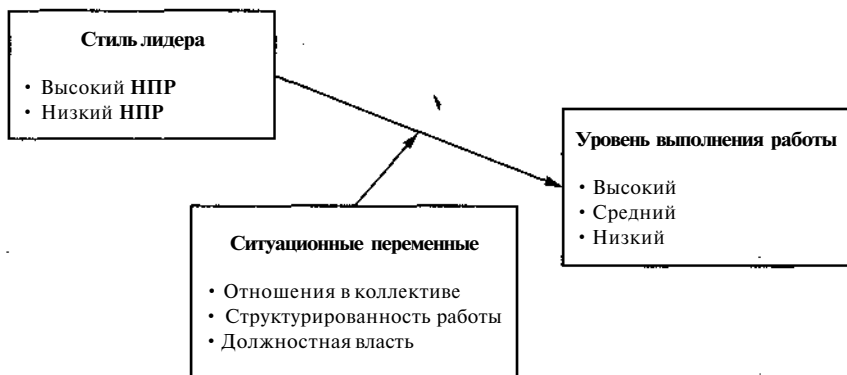 Стиль лидера
• Высокий НПР
• Низкий НПР
Уровень выполнения работы
• Высокий
• Средний
• Низкий
Ситуационные переменные
• Отношения в коллективе
• Структурированность работы
• Должностная власть